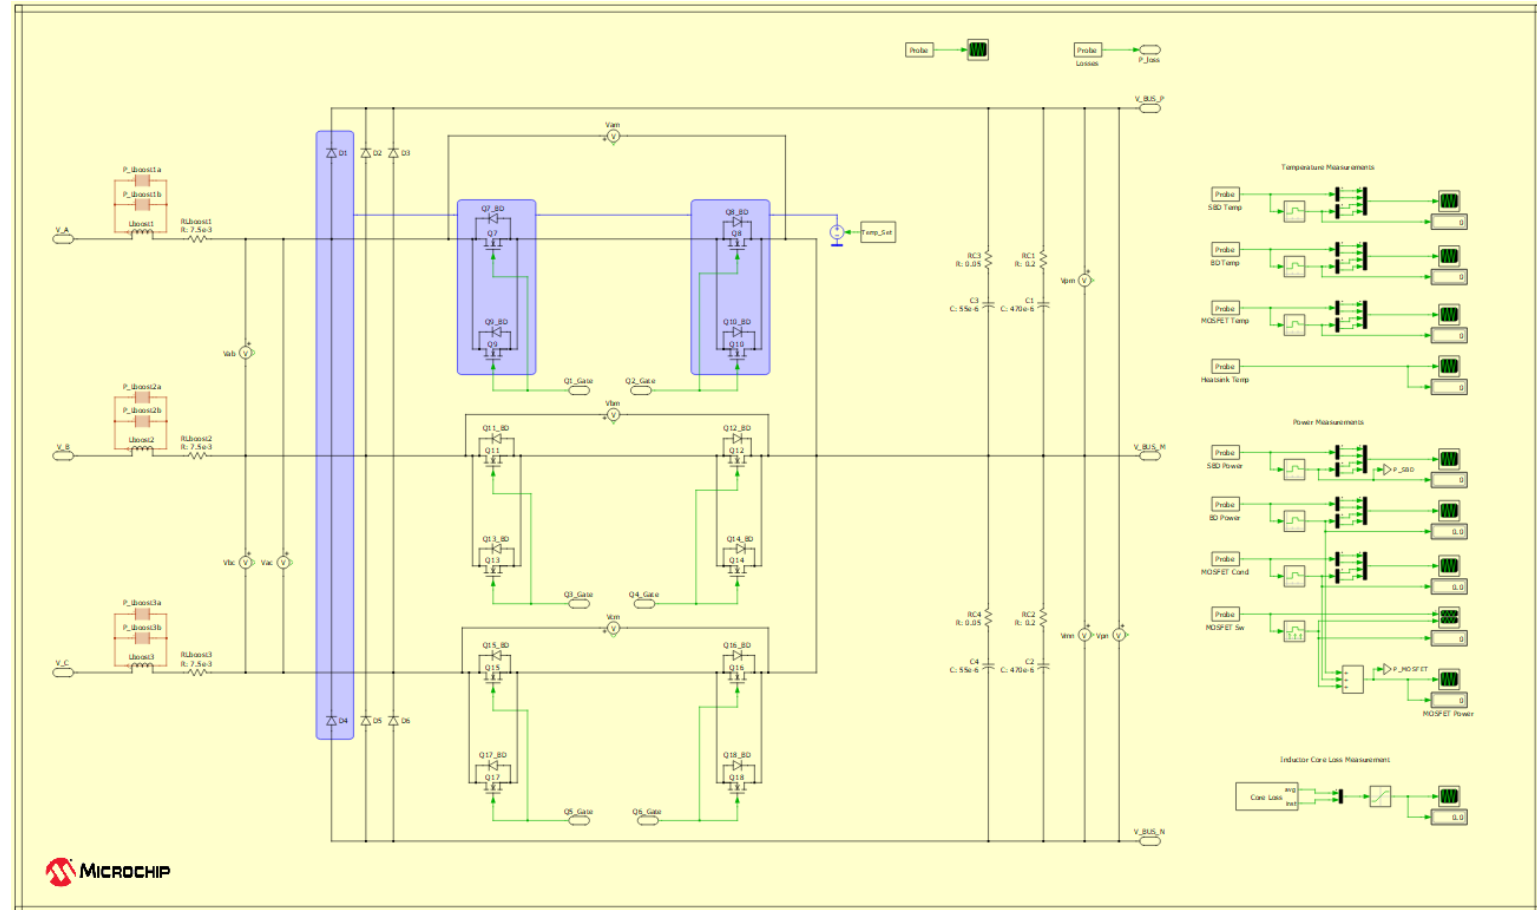 Probe
Probe
Losses
P_loss
V_BUS_P
Vam
D1
D2
D3
P_Lboost1a
P_Lboost1b
Lboost1
RLboost1
R: 7.5e-3
V_A
Q7_BD
Q7
Q8_BD
Q8
Temp_Set
Q9_BD
Q9
Q10_BD
Q10
RC3
R: 0.05
RC1
R: 0.2
Vpm
C3
C: 55e-6
C1
C: 470e-6
Vab
Q1_Gate
Q2_Gate
P_Lboost2a
P_Lboost2b
Lboost2
RLboost2
R: 7.5e-3
V_B
Vbm
Q11_BD
Q11
Q12_BD
Q12
V_BUS_M
Q13_BD
Q13
Q14_BD
Q14
Vbc
Vac
Q3_Gate
Q4_Gate
P_Lboost3a
P_Lboost3b
Lboost3
RLboost3
R: 7.5e-3
V_C
Vcm
Q15_BD
Q15
Q16_BD
Q16
RC4
R: 0.05
RC2
R: 0.2
Vmn
Vpn
C4
C: 55e-6
C2
C: 470e-6
D4
D5
D6
Q17_BD
Q17
Q18_BD
Q18
Q5_Gate
Q6_Gate
V_BUS_N
MICROCHIP
Temperature Measurements
Probe
SBD Temp
0
Probe
BD Temp
0
Probe
MOSFET Temp
0
Probe
Heatsink Temp
0
Power Measurements
Probe
SBD Power
P_SBD
0
Probe
BD Power
0.0
Probe
MOSFET Cond
0.0
Probe
MOSFET Sw
0
P_MOSFET
0
MOSFET Power
Inductor Core Loss Measurement
Core Loss
avg
inst
0.0